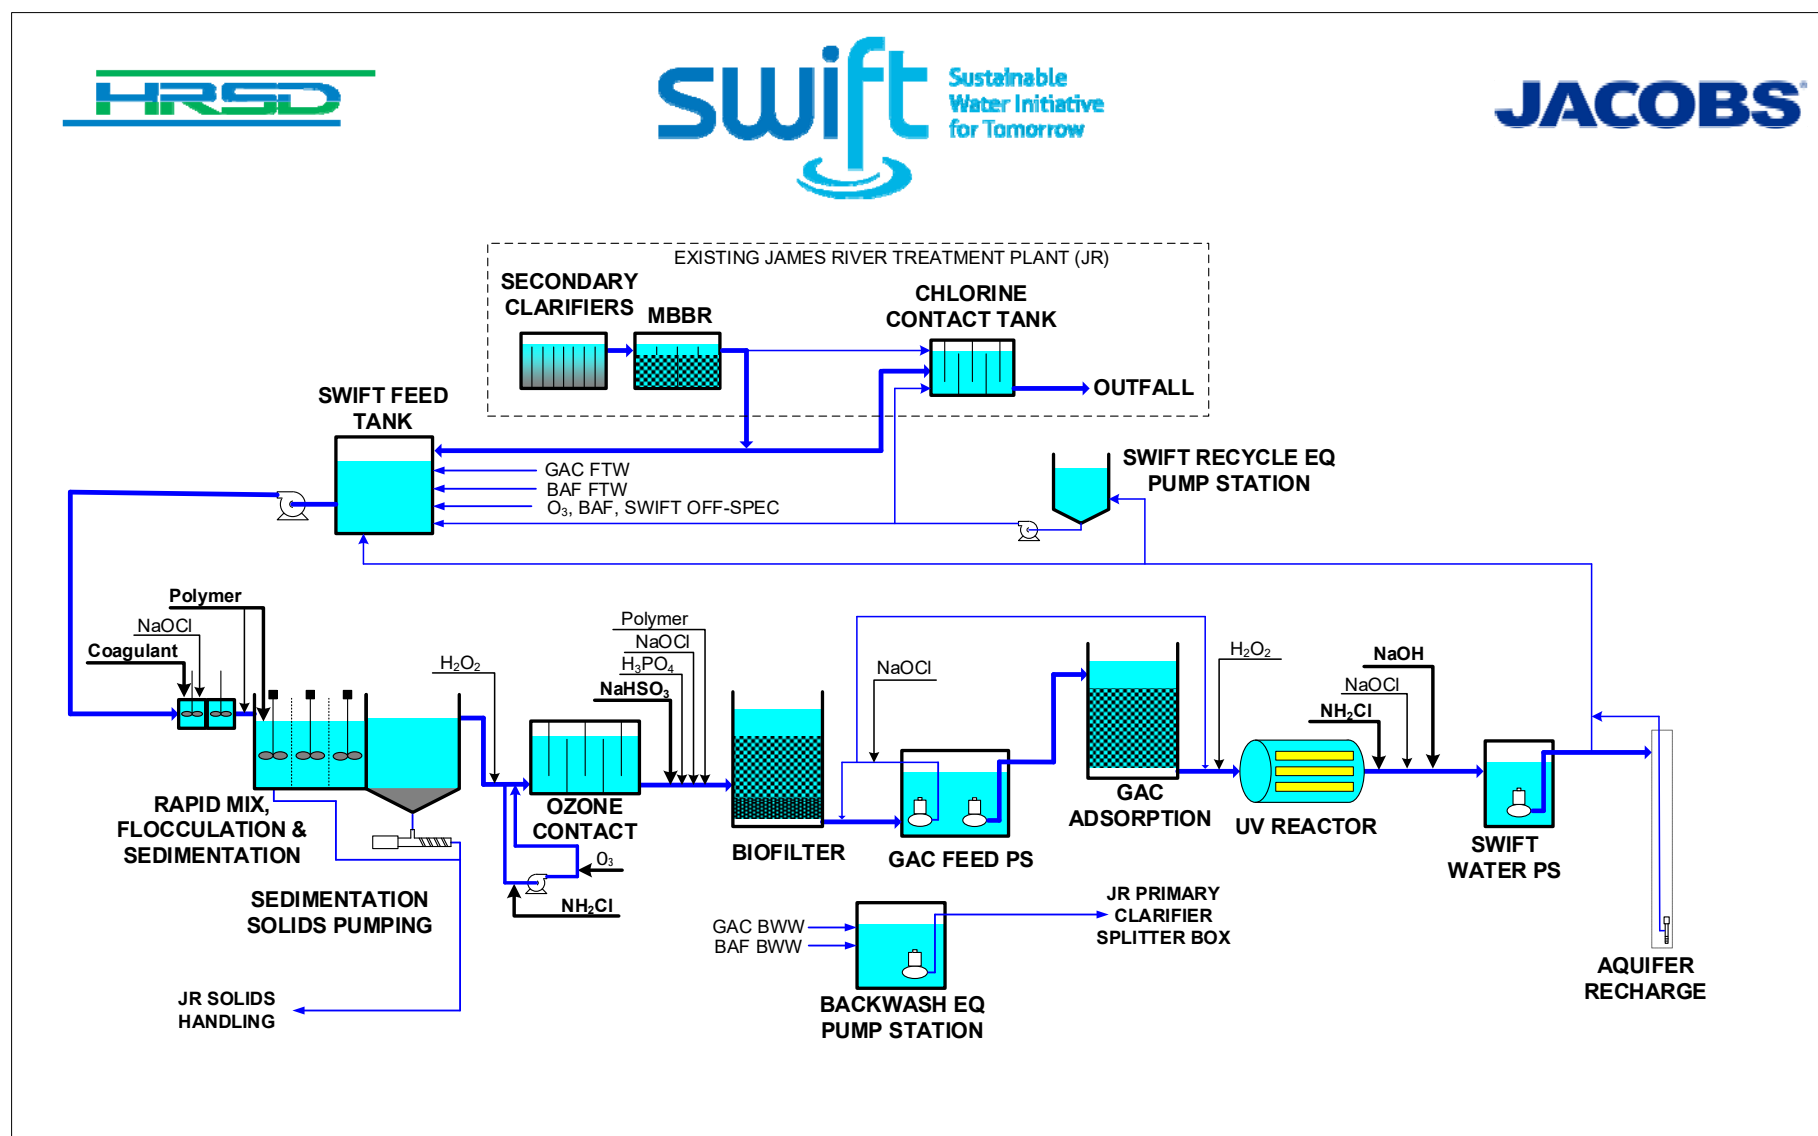 HRSD
swift
Sustainable
Water Initiative
for Tomorrow
JACOBS
EXISTING JAMES RIVER TREATMENT PLANT (JR)
SECONDARY
CLARIFIERS
MBBR
CHLORINE
CONTACT TANK
OUTFALL
SWIFT FEED
TANK
GAC FTW
BAF FTW
O₃, BAF, SWIFT OFF-SPEC
SWIFT RECYCLE EQ
PUMP STATION
Polymer
NaOCl
Coagulant
H₂O₂
Polymer
NaOCl
H₃PO₄
NaHSO₃
NaOCl
H₂O₂
NaOH
NaOCl
NH₂Cl
RAPID MIX,
FLOCCULATION &
SEDIMENTATION
OZONE
CONTACT
O₃
NH₂Cl
BIOFILTER
GAC FEED PS
GAC
ADSORPTION
UV REACTOR
SWIFT
WATER PS
SEDIMENTATION
SOLIDS PUMPING
GAC BWW
BAF BWW
JR PRIMARY
CLARIFIER
SPLITTER BOX
BACKWASH EQ
PUMP STATION
AQUIFER
RECHARGE
JR SOLIDS
HANDLING